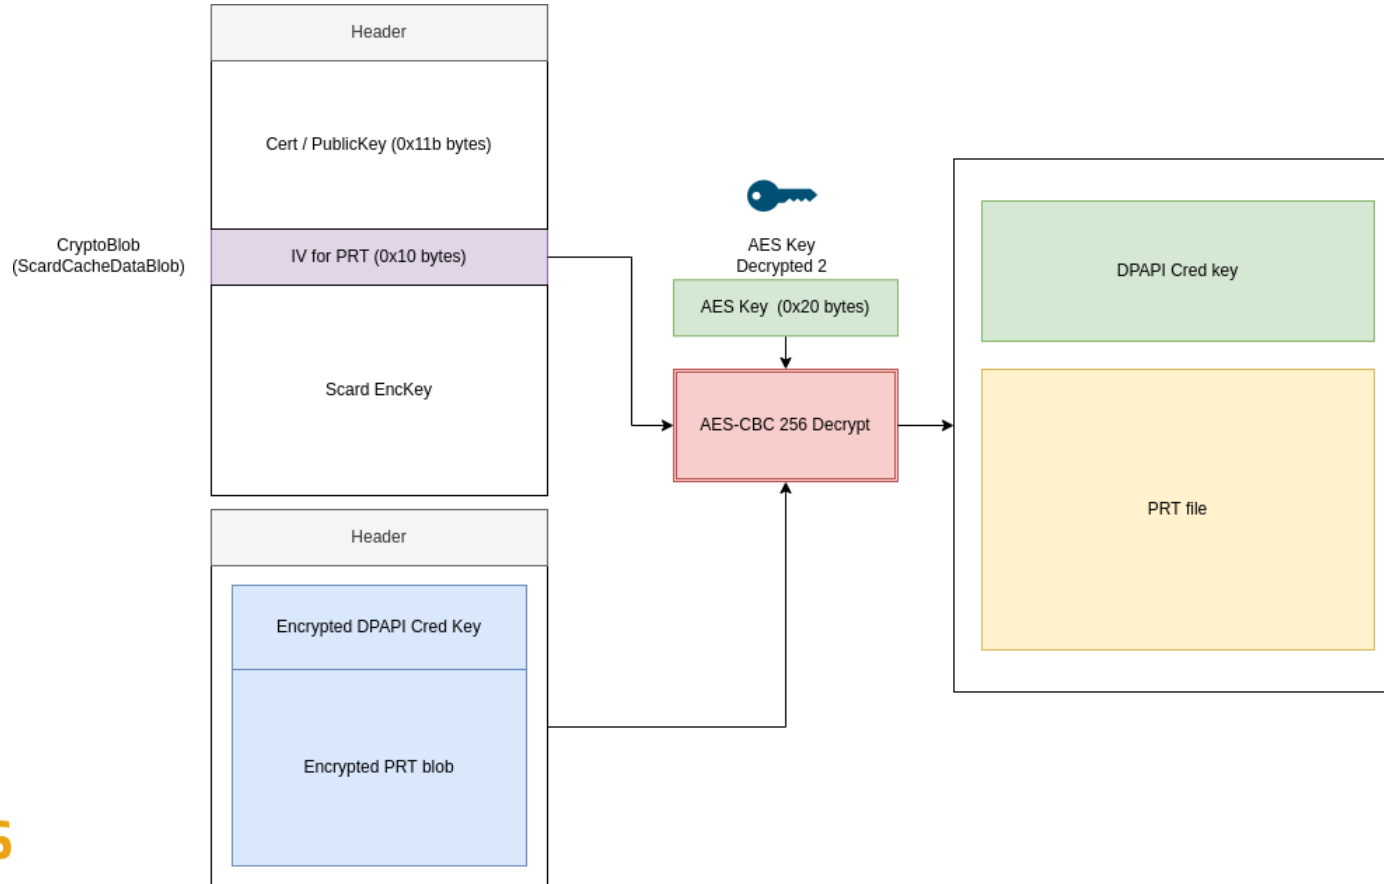 Header
Cert / PublicKey (0x11b bytes)
CryptoBlob
(ScardCacheDataBlob)
IV for PRT (0x10 bytes)
Scard EncKey
AES Key
Decrypted 2
AES Key (0x20 bytes)
AES-CBC 256 Decrypt
DPAPI Cred key
PRT file
Header
Encrypted DPAPI Cred Key
Encrypted PRT blob